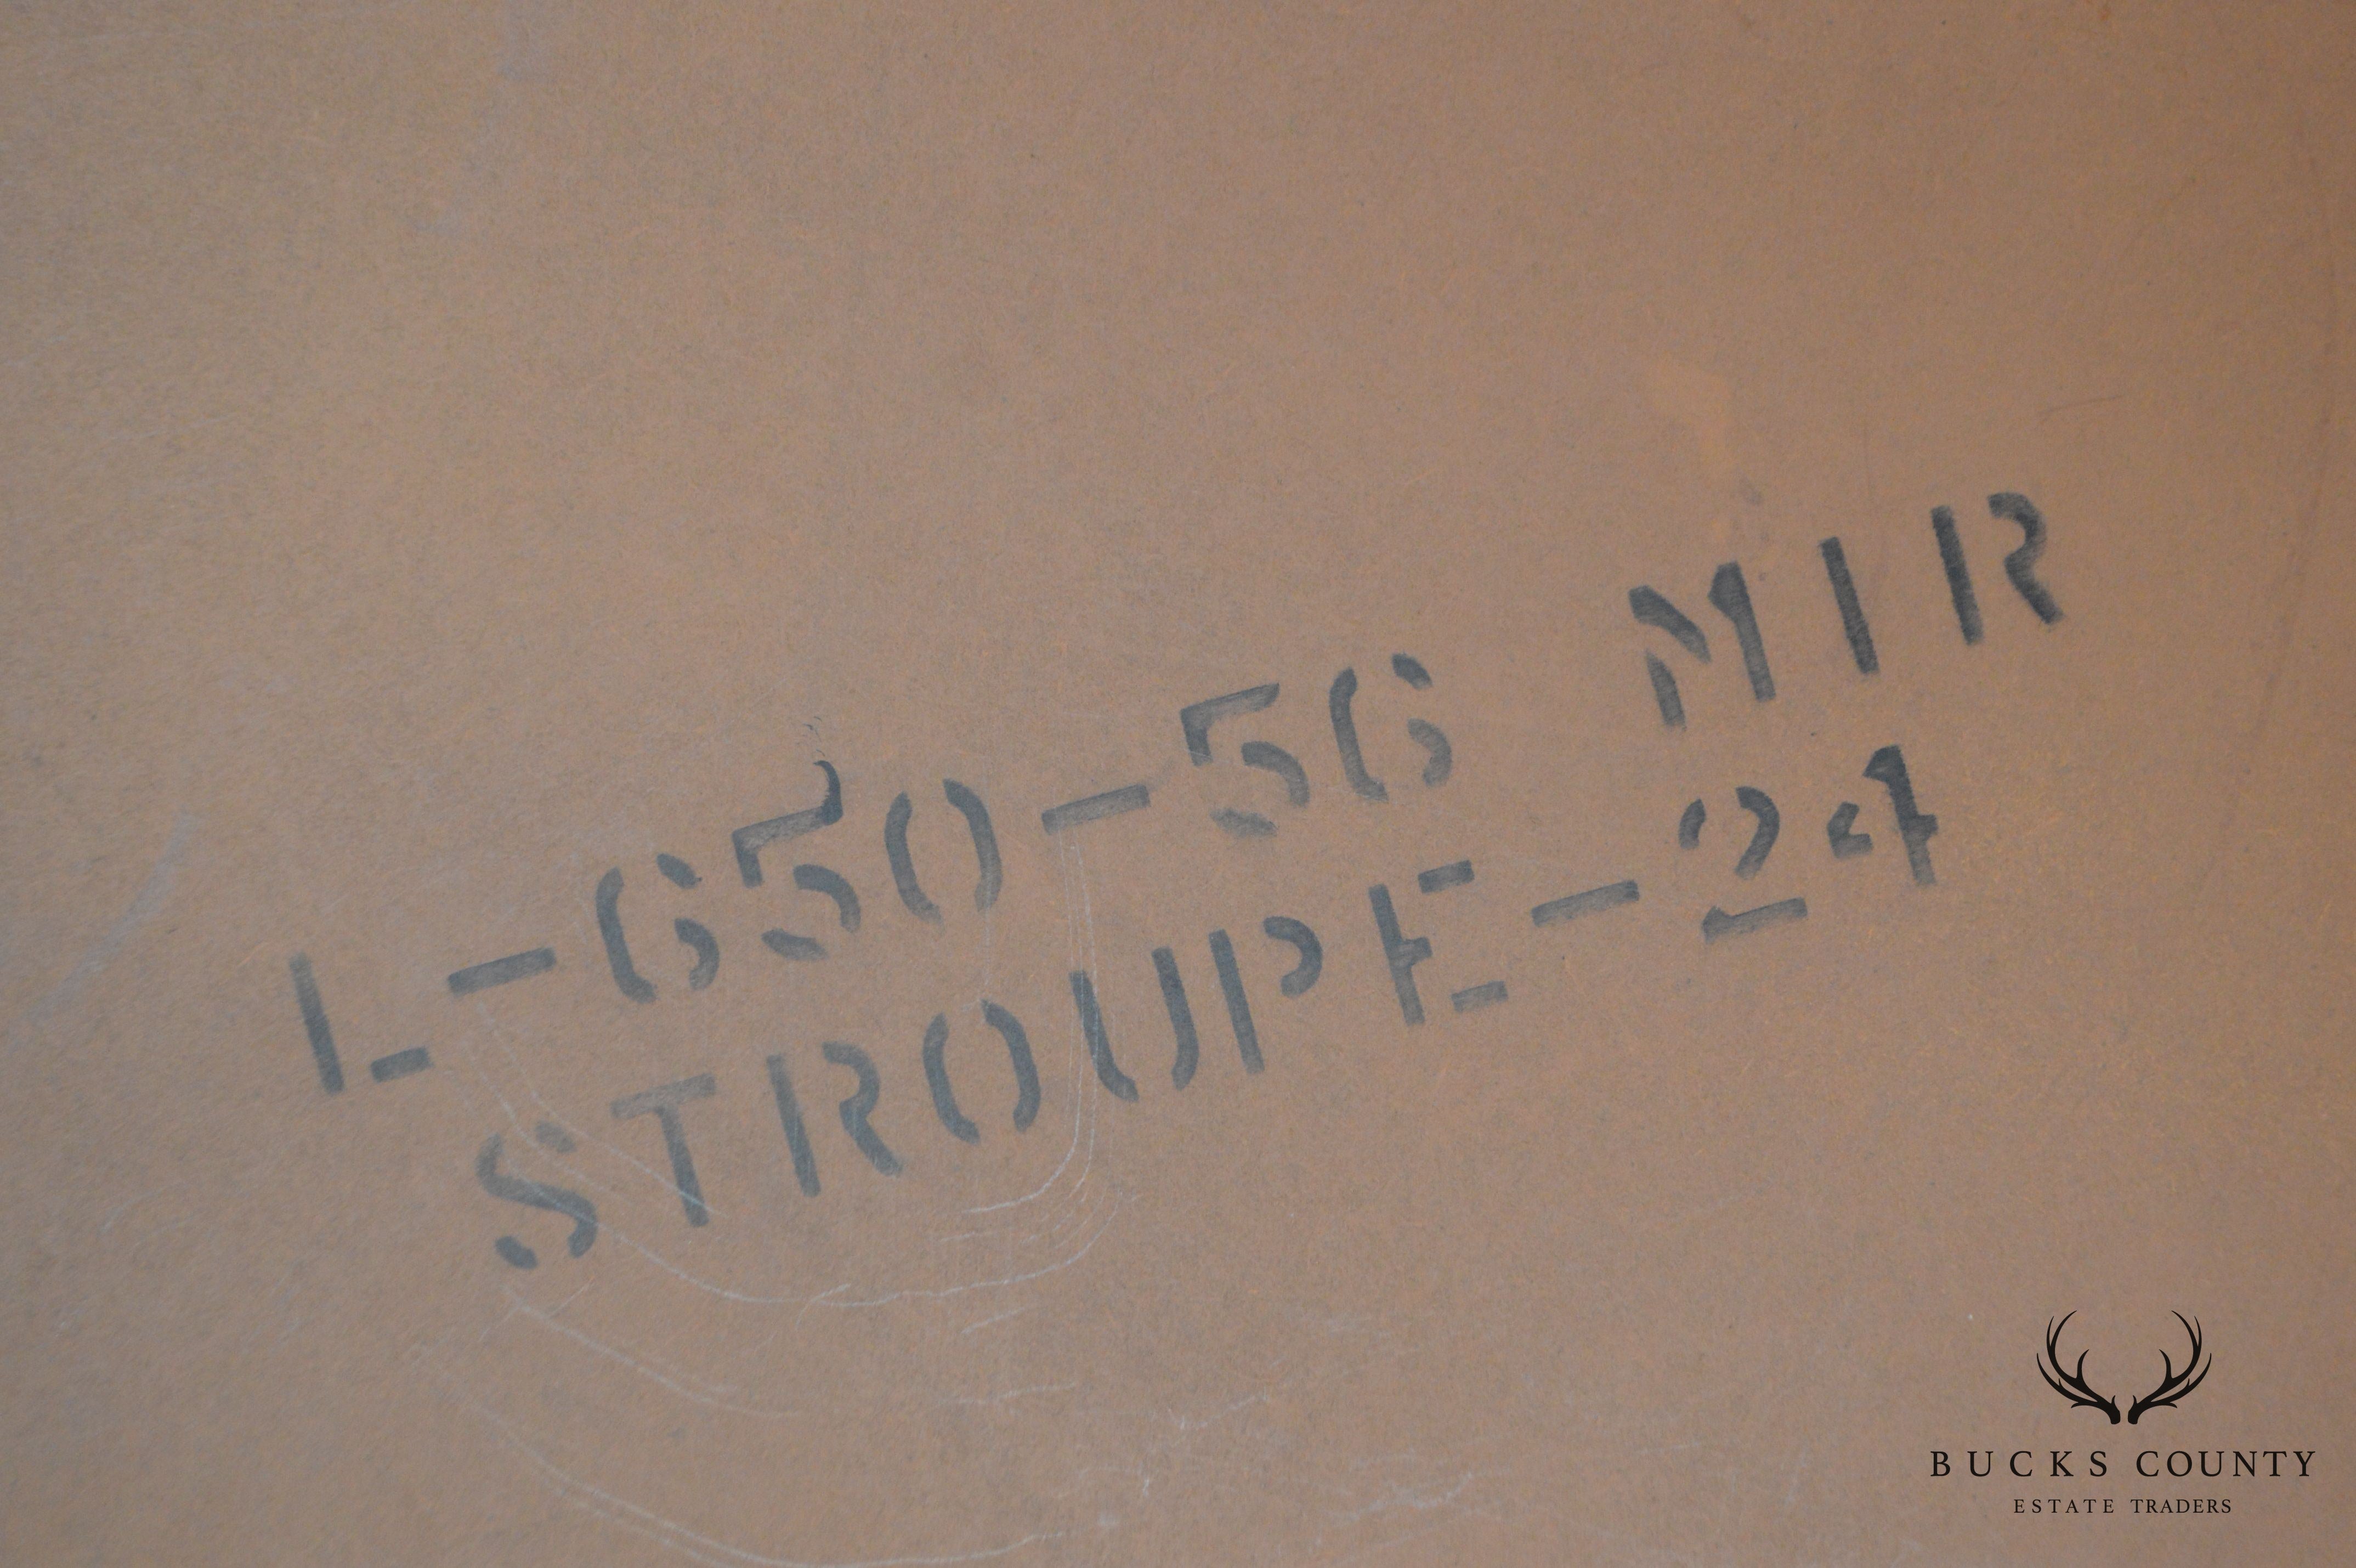 L-650-56 MIR
STROUPE-24
BUCKS COUNTY
ESTATE TRADERS